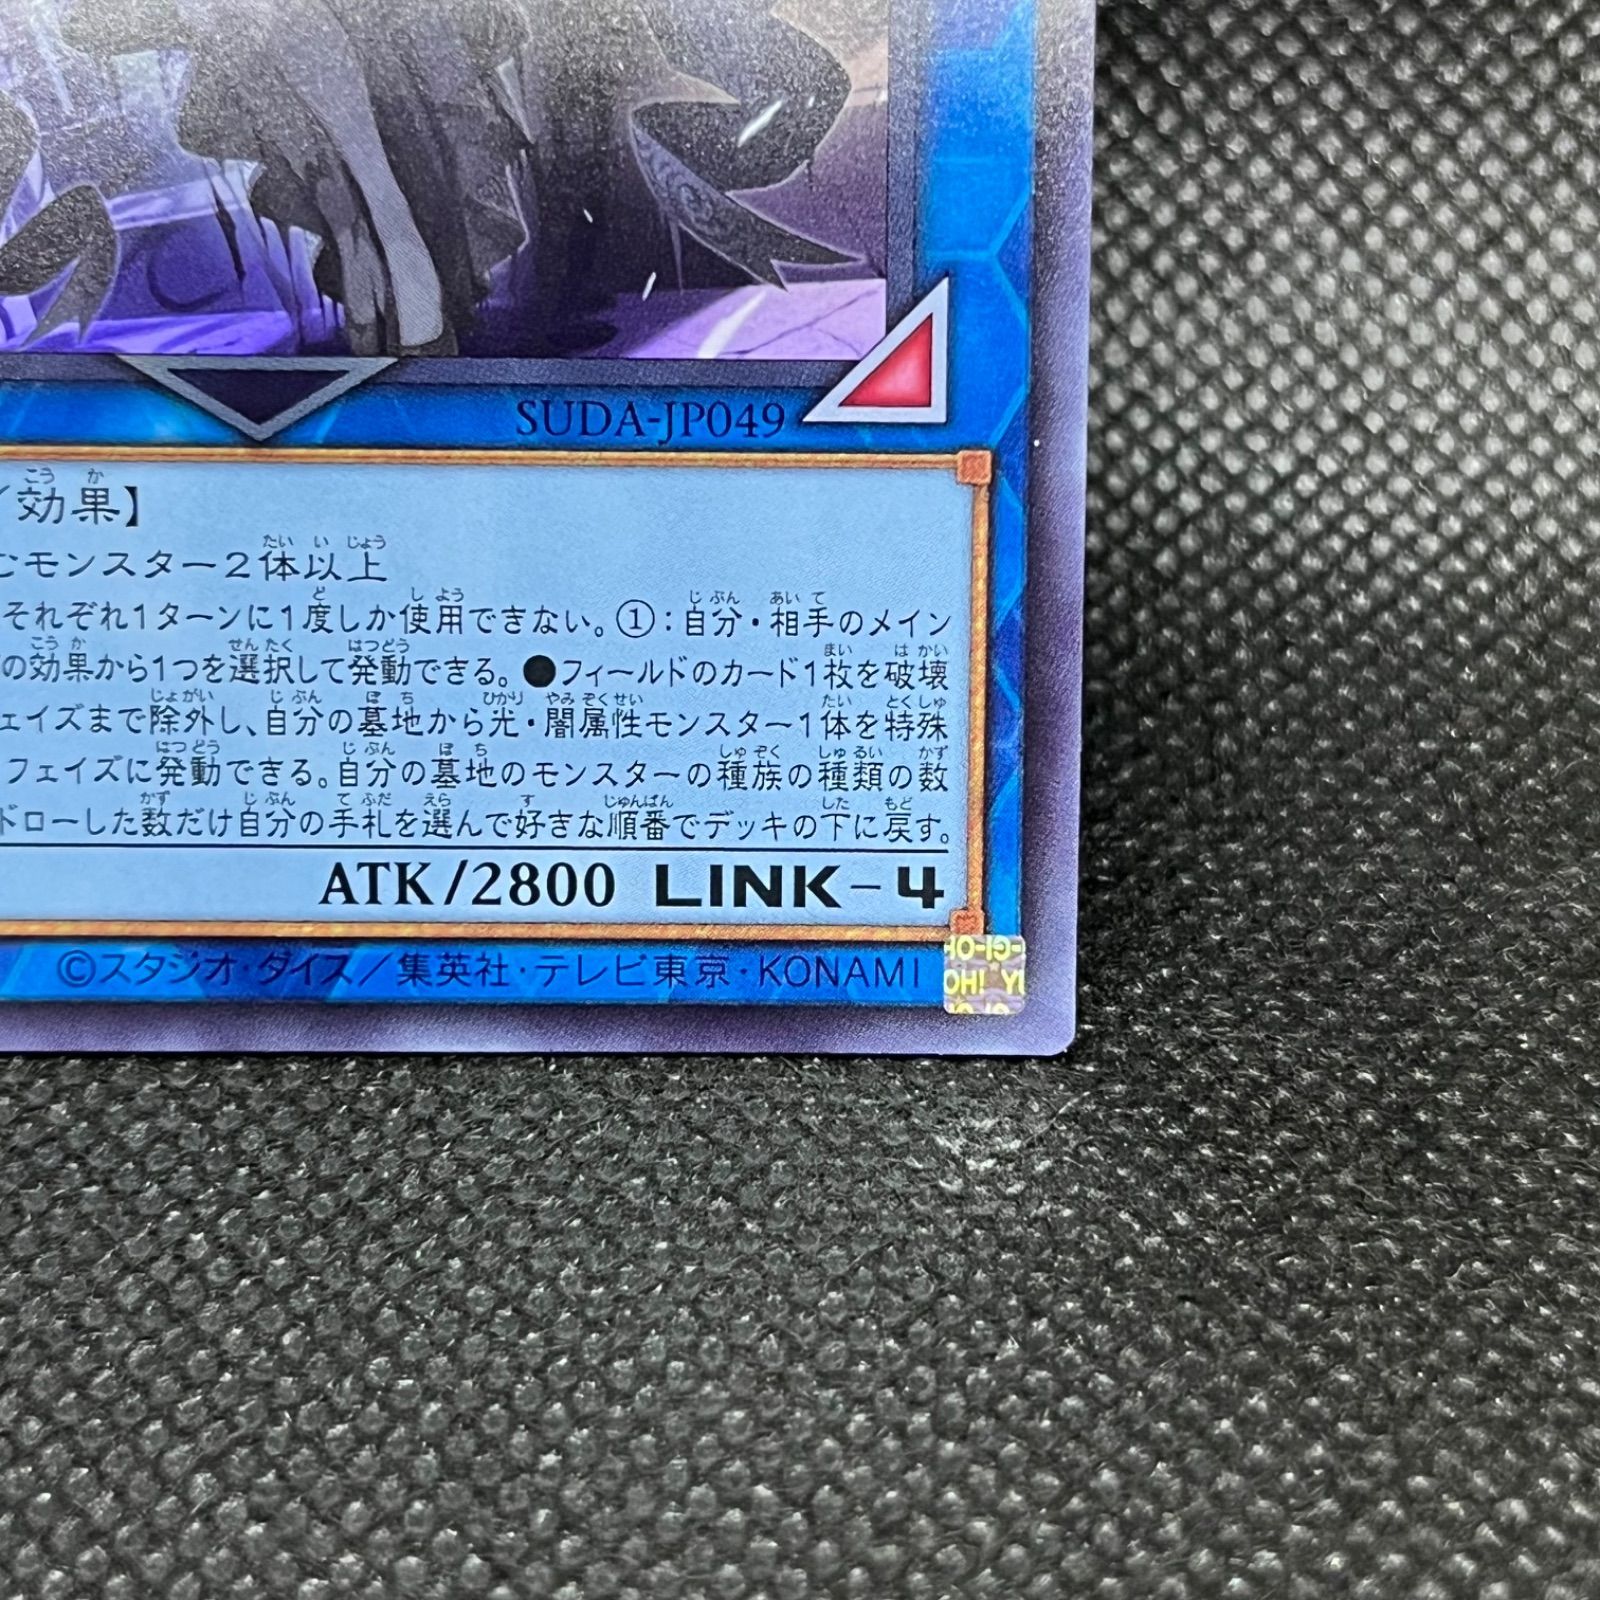 SUDA-JP049
／効果】
むモンスター2体以上
それぞれ1ターンに1度しか使用できない。①：自分・相手のメイン
の効果から1つを選択して発動できる。●フィールドのカード1枚を破壊
ェイズまで除外し、自分の墓地から光・闇属性モンスター1体を特殊
フェイズに発動できる。自分の墓地のモンスターの種族の種類の数
ドローした数だけ自分の手札を選んで好きな順番でデッキの下に戻す。
ATK/2800 LINK-4
©スタジオ・ダイス／集英社・テレビ東京・KONAMI